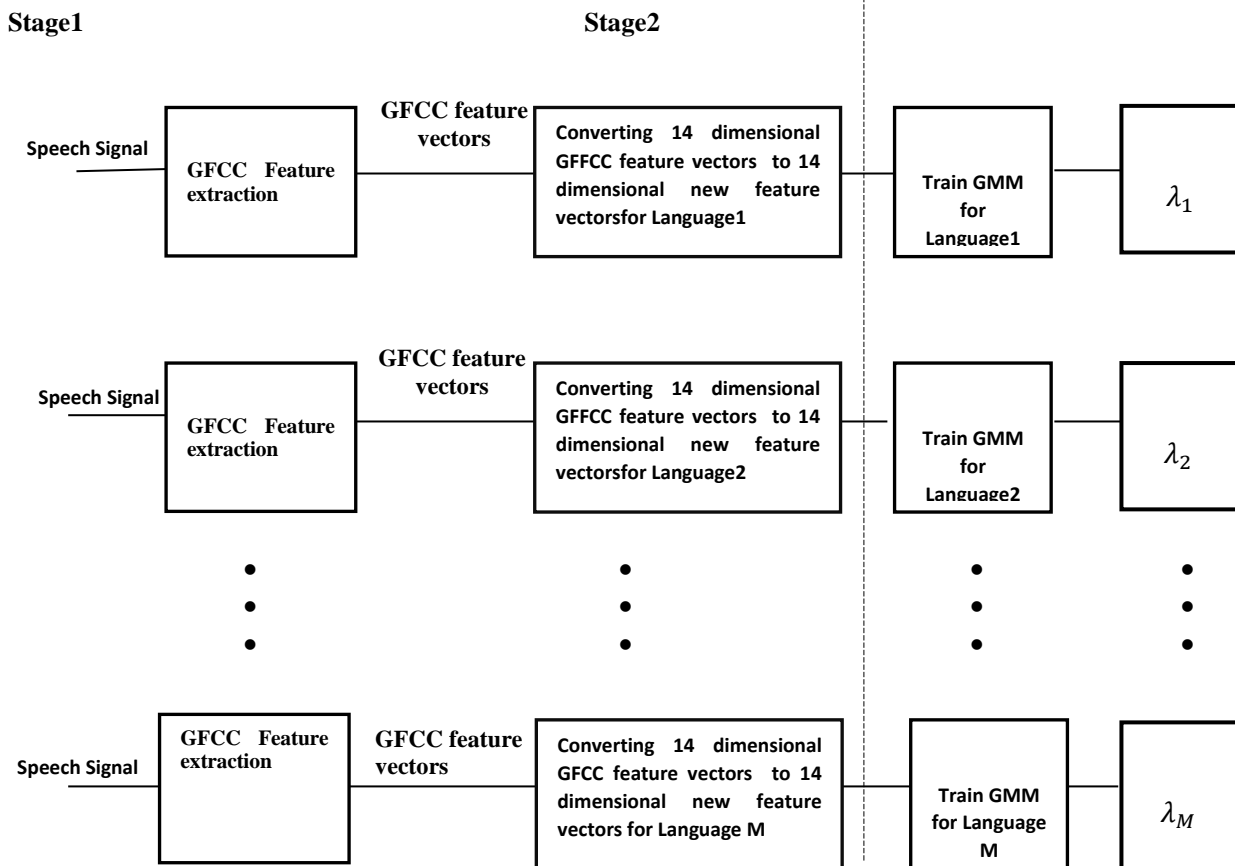 Stage1
Stage2
Speech Signal
GFCC Feature
extraction
GFCC feature
vectors
Converting 14 dimensional
GFFCC feature vectors to 14
dimensional new feature
vectorsfor Language1
Train GMM
for
Language1
λ₁
Speech Signal
GFCC Feature
extraction
GFCC feature
vectors
Converting 14 dimensional
GFFCC feature vectors to 14
dimensional new feature
vectorsfor Language2
Train GMM
for
Language2
λ₂
Speech Signal
GFCC Feature
extraction
GFCC feature
vectors
Converting 14 dimensional
GFCC feature vectors to 14
dimensional new feature
vectors for Language M
Train GMM
for Language
M
λ_M